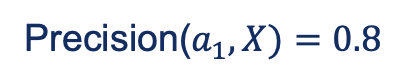 Precision(𝑎₁, 𝑋) = 0.8